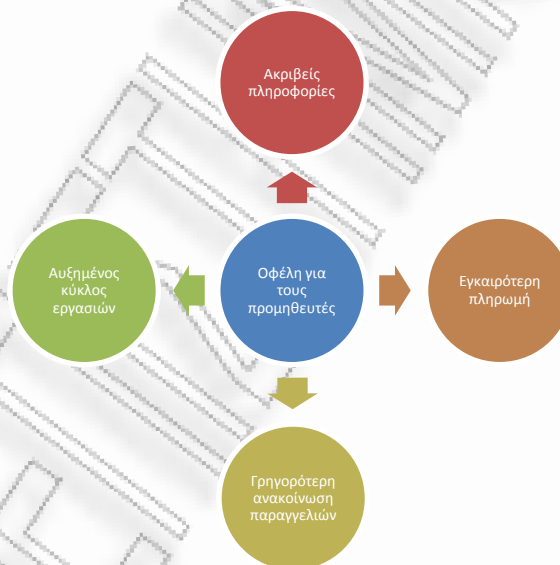 Ακριβείς
πληροφορίες
Αυξημένος
κύκλος
εργασιών
Οφέλη για
τους
προμηθευτές
Εγκαιρότερη
πληρωμή
Γρηγορότερη
ανακοίνωση
παραγγελιών